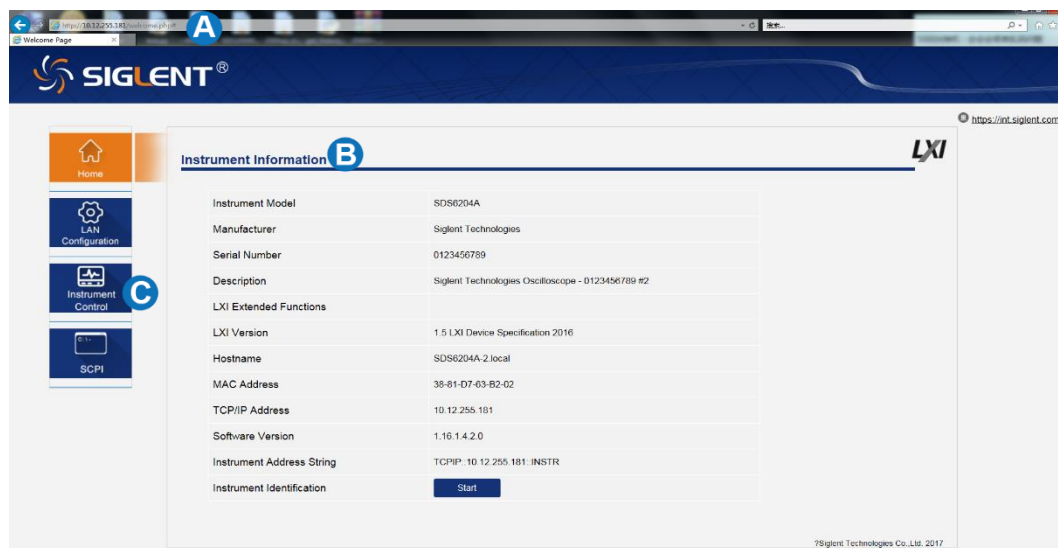 http://10.12.255.181/welcome.php#
A
搜索...
Welcome Page
SIGLENT®
https://int.siglent.com
Home
Instrument Information
B
LXI
LAN
Configuration
Instrument
Control
C
SCPI
Instrument Model SDS6204A
Manufacturer Siglent Technologies
Serial Number 0123456789
Description Siglent Technologies Oscilloscope - 0123456789 #2
LXI Extended Functions
LXI Version 1.5 LXI Device Specification 2016
Hostname SDS6204A-2.local
MAC Address 38-81-D7-63-B2-02
TCP/IP Address 10.12.255.181
Software Version 1.16.1.4.2.0
Instrument Address String TCPIP::10.12.255.181::INSTR
Instrument Identification Start
?Siglent Technologies Co.,Ltd. 2017